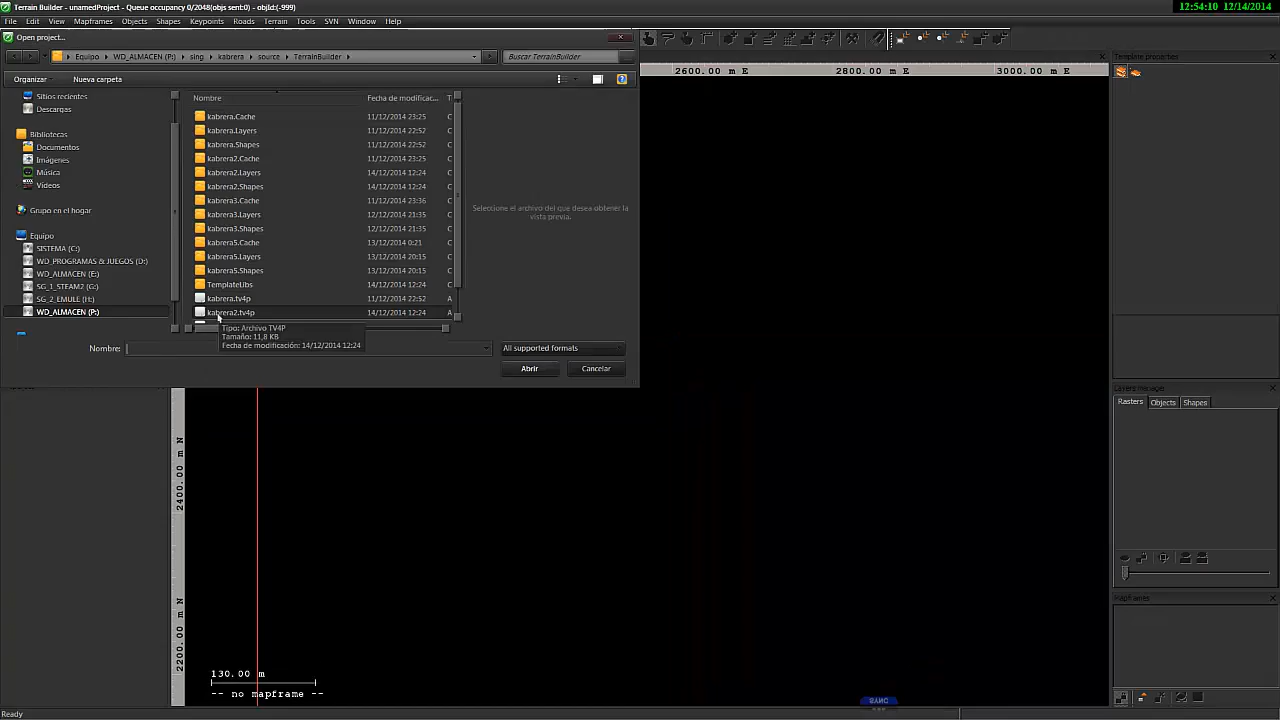 Terrain Builder - unamedProject - Queue occupancy 0/2048(objs sent:0) - objId:(-999)
12:54:10 12/14/2014
File Edit View Mapframes Objects Shapes Keypoints Roads Terrain Tools SVN Window Help
Open project...
Equipo WD_ALMACEN (P:) sing kabrera source TerrainBuilder
Buscar TerrainBuilder
Organizar Nueva carpeta
Sitios recientes
Descargas
Bibliotecas
Documentos
Imágenes
Música
Vídeos
Grupo en el hogar
Equipo
SISTEMA (C:)
WD_PROGRAMAS & JUEGOS (D:)
WD_ALMACEN (E:)
SG_1_STEAM2 (G:)
SG_2_EMULE (H:)
WD_ALMACEN (P:)
Nombre Fecha de modificac... T
kabrera.Cache 11/12/2014 23:25 C
kabrera.Layers 11/12/2014 22:52 C
kabrera.Shapes 11/12/2014 22:52 C
kabrera2.Cache 11/12/2014 23:25 C
kabrera2.Layers 14/12/2014 12:24 C
kabrera2.Shapes 14/12/2014 12:24 C
kabrera3.Cache 11/12/2014 23:36 C
kabrera3.Layers 12/12/2014 21:35 C
kabrera3.Shapes 12/12/2014 21:35 C
kabrera5.Cache 13/12/2014 0:21 C
kabrera5.Layers 13/12/2014 20:15 C
kabrera5.Shapes 13/12/2014 20:15 C
TemplateLibs 14/12/2014 12:24 C
kabrera.tv4p 11/12/2014 22:52 A
kabrera2.tv4p 14/12/2014 12:24 A
Tipo: Archivo TV4P
Tamaño: 11,8 KB
Fecha de modificación: 14/12/2014 12:24
Seleccione el archivo del que desea obtener la
vista previa.
Nombre:
All supported formats
Abrir Cancelar
2600.00 m E 2800.00 m E 3000.00 m E
2400.00 m N
2200.00 m N
130.00 m
-- no mapframe --
SYNC
Template properties
Layers manager
Rasters Objects Shapes
Mapframes
Ready